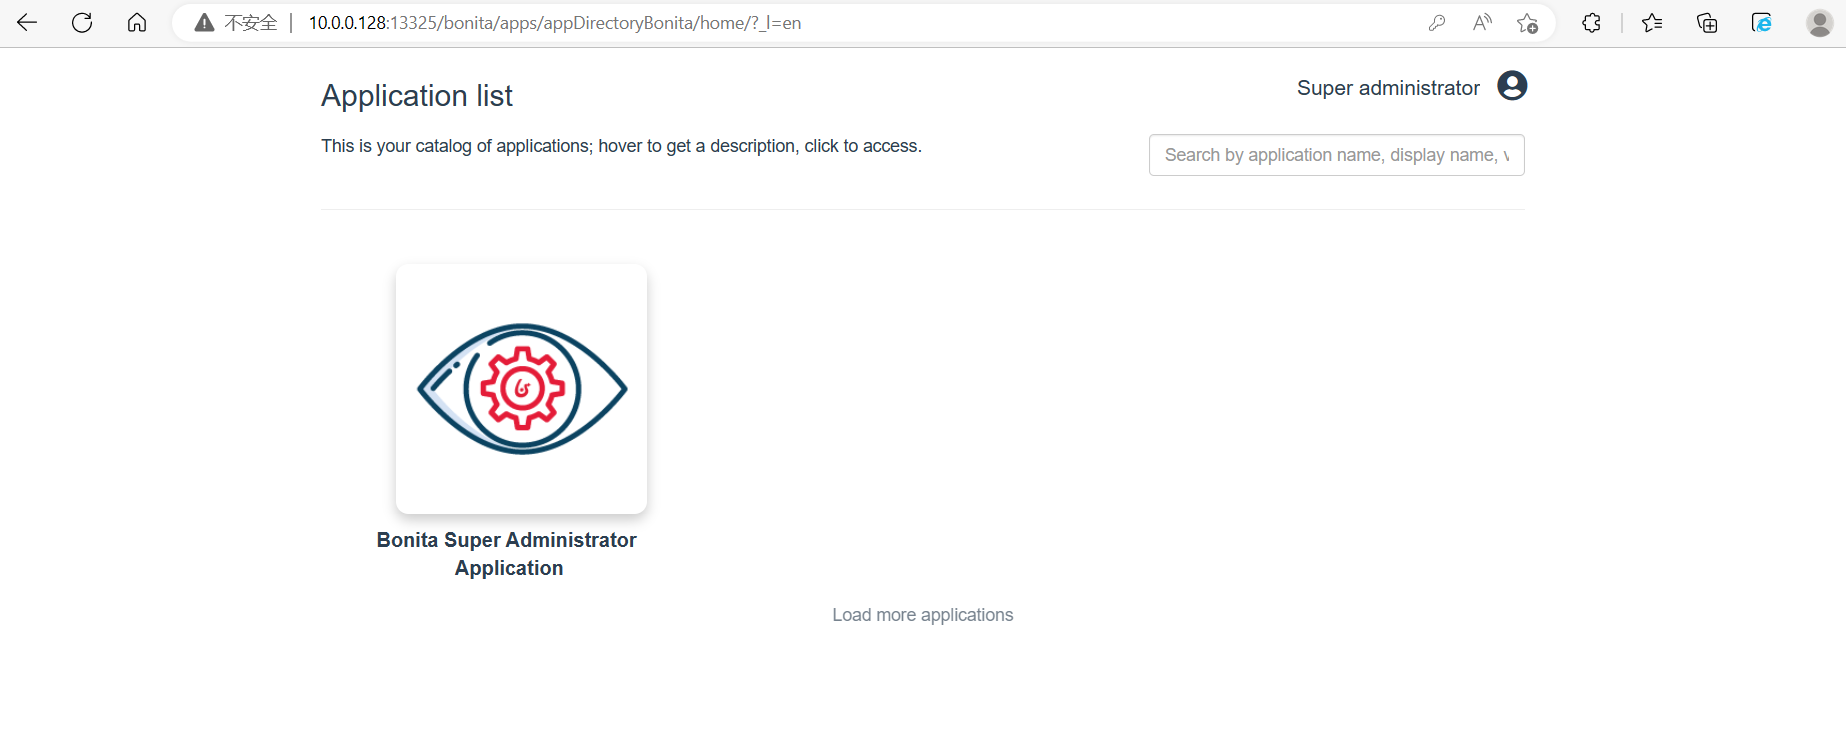 不安全 10.0.0.128:13325/bonita/apps/appDirectoryBonita/home/?_l=en
Application list
Super administrator
This is your catalog of applications; hover to get a description, click to access.
Search by application name, display name,
Bonita Super Administrator
Application
Load more applications